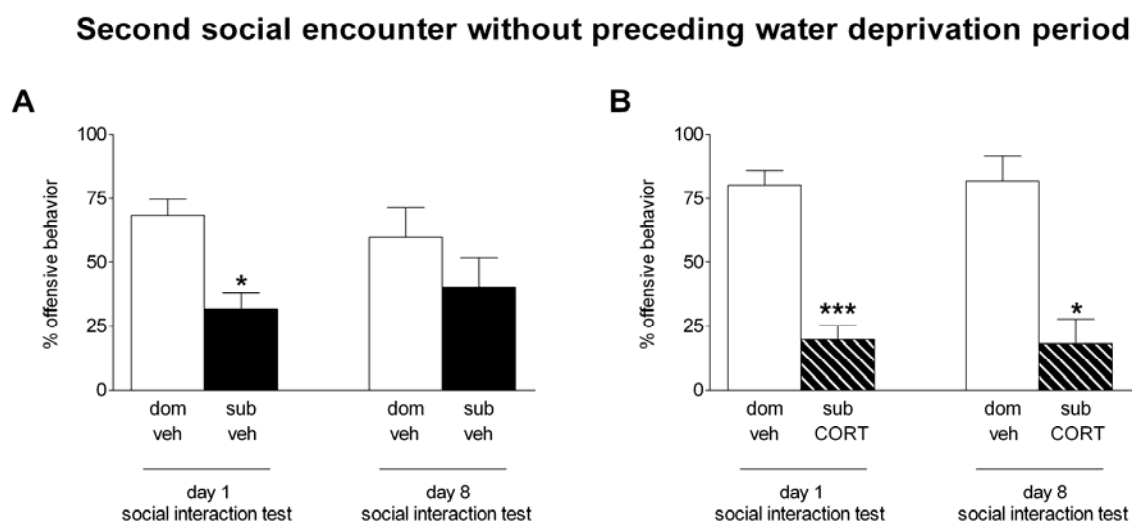 Second social encounter without preceding water deprivation period
A
% offensive behavior
100
75
50
25
0
*
dom sub dom sub
veh veh veh veh
day 1 day 8
social interaction test social interaction test
B
% offensive behavior
100
75
50
25
0
*** *
dom sub dom sub
veh CORT veh CORT
day 1 day 8
social interaction test social interaction test